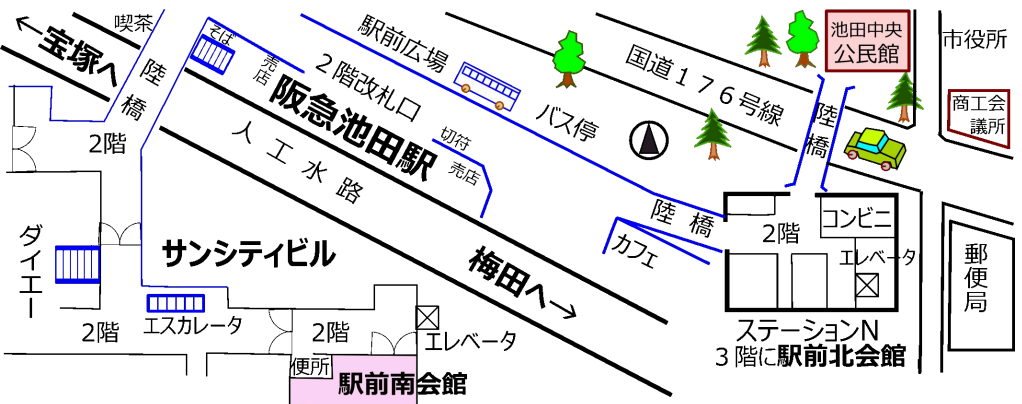 ←宝塚へ
喫茶
陸橋
2階
そば
売店
駅前広場
２階改札口
阪急池田駅
切符
売店
人工水路
バス停
国道１７６号線
池田中央
公民館
市役所
商工会
議所
陸橋
陸橋
カフェ
2階
コンビニ
エレベータ
郵便局
ステーションN
３階に駅前北会館
梅田へ→
サンシティビル
ダイエー
2階
エスカレータ
2階
エレベータ
便所
駅前南会館